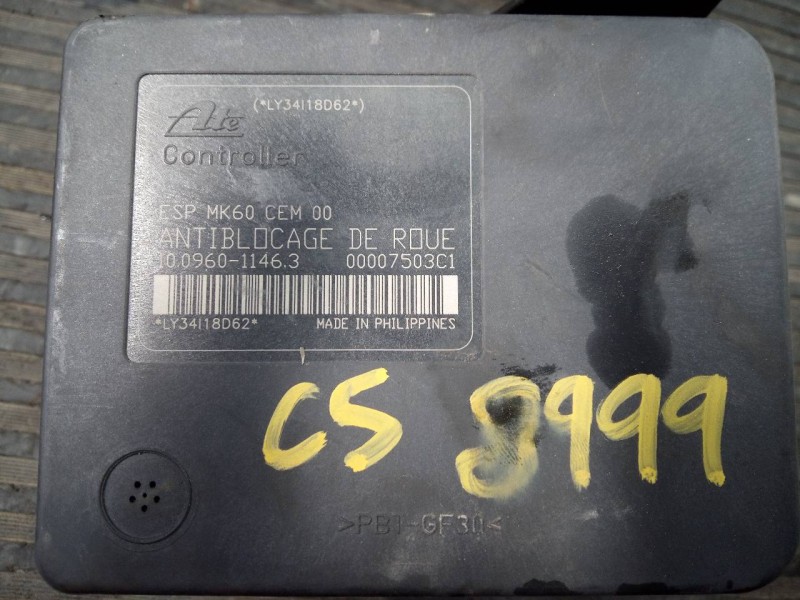 (*LY34I18D62*)
Ate
Controller
ESP MK60 CEM 00
ANTIBLOCAGE DE ROUE
10.0960-1146.3 00007503C1
*LY34I18D62* MADE IN PHILIPPINES
CS 8999
>PBT-GF30<